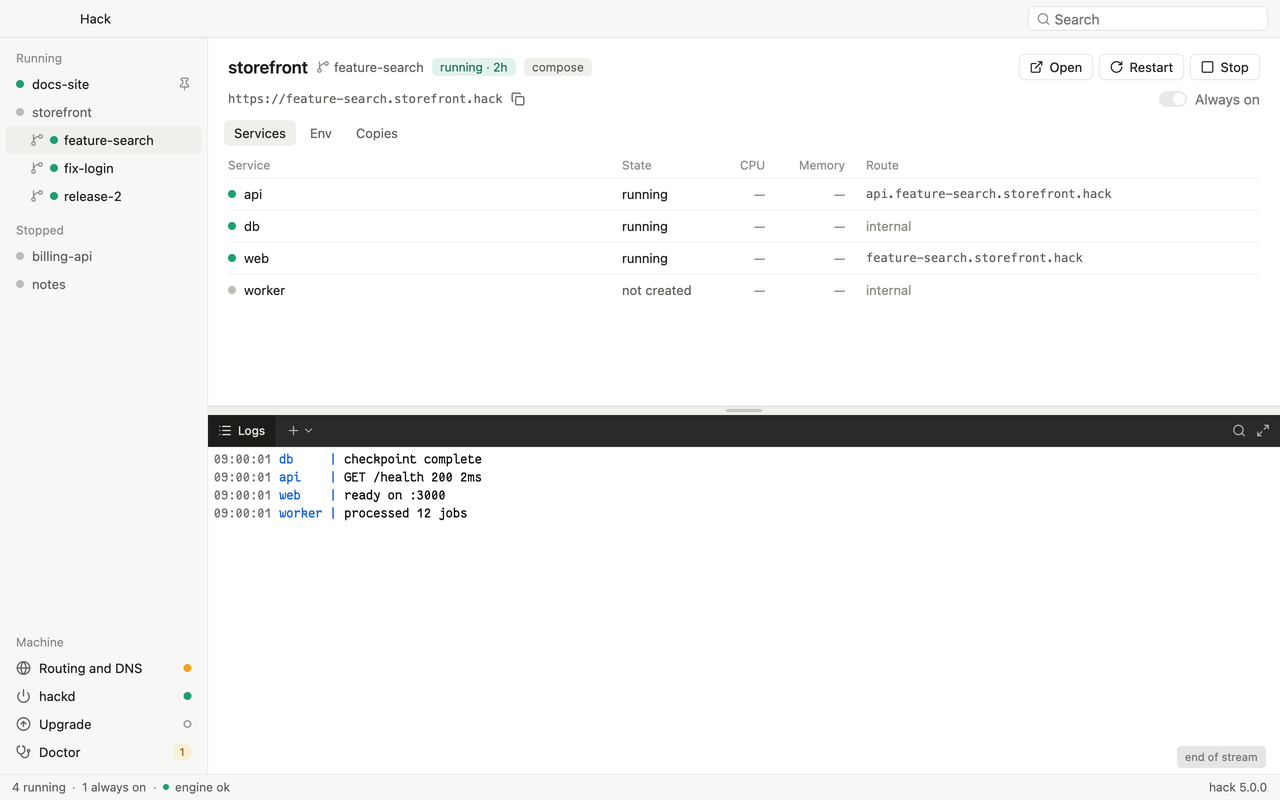 Hack
Search
Running
docs-site
storefront
feature-search
fix-login
release-2
Stopped
billing-api
notes
Machine
Routing and DNS
hackd
Upgrade
Doctor 1
storefront feature-search running · 2h compose
Open Restart Stop
https://feature-search.storefront.hack
Always on
Services Env Copies
Service State CPU Memory Route
api running — — api.feature-search.storefront.hack
db running — — internal
web running — — feature-search.storefront.hack
worker not created — — internal
Logs
09:00:01 db | checkpoint complete
09:00:01 api | GET /health 200 2ms
09:00:01 web | ready on :3000
09:00:01 worker | processed 12 jobs
end of stream
4 running · 1 always on · engine ok
hack 5.0.0